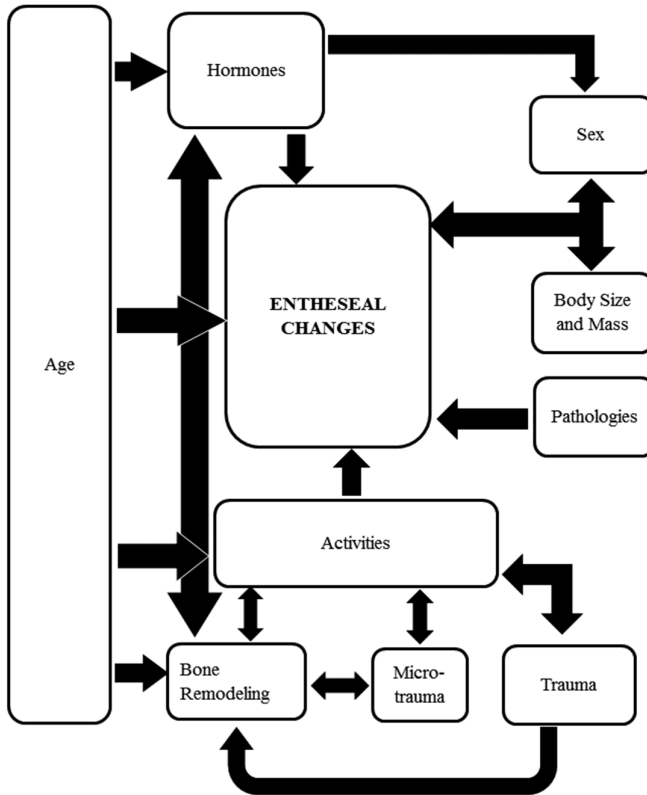 Hormones
Sex
ENTHESEAL
CHANGES
Body Size
and Mass
Age
Pathologies
Activities
Bone
Remodeling
Micro-
trauma
Trauma